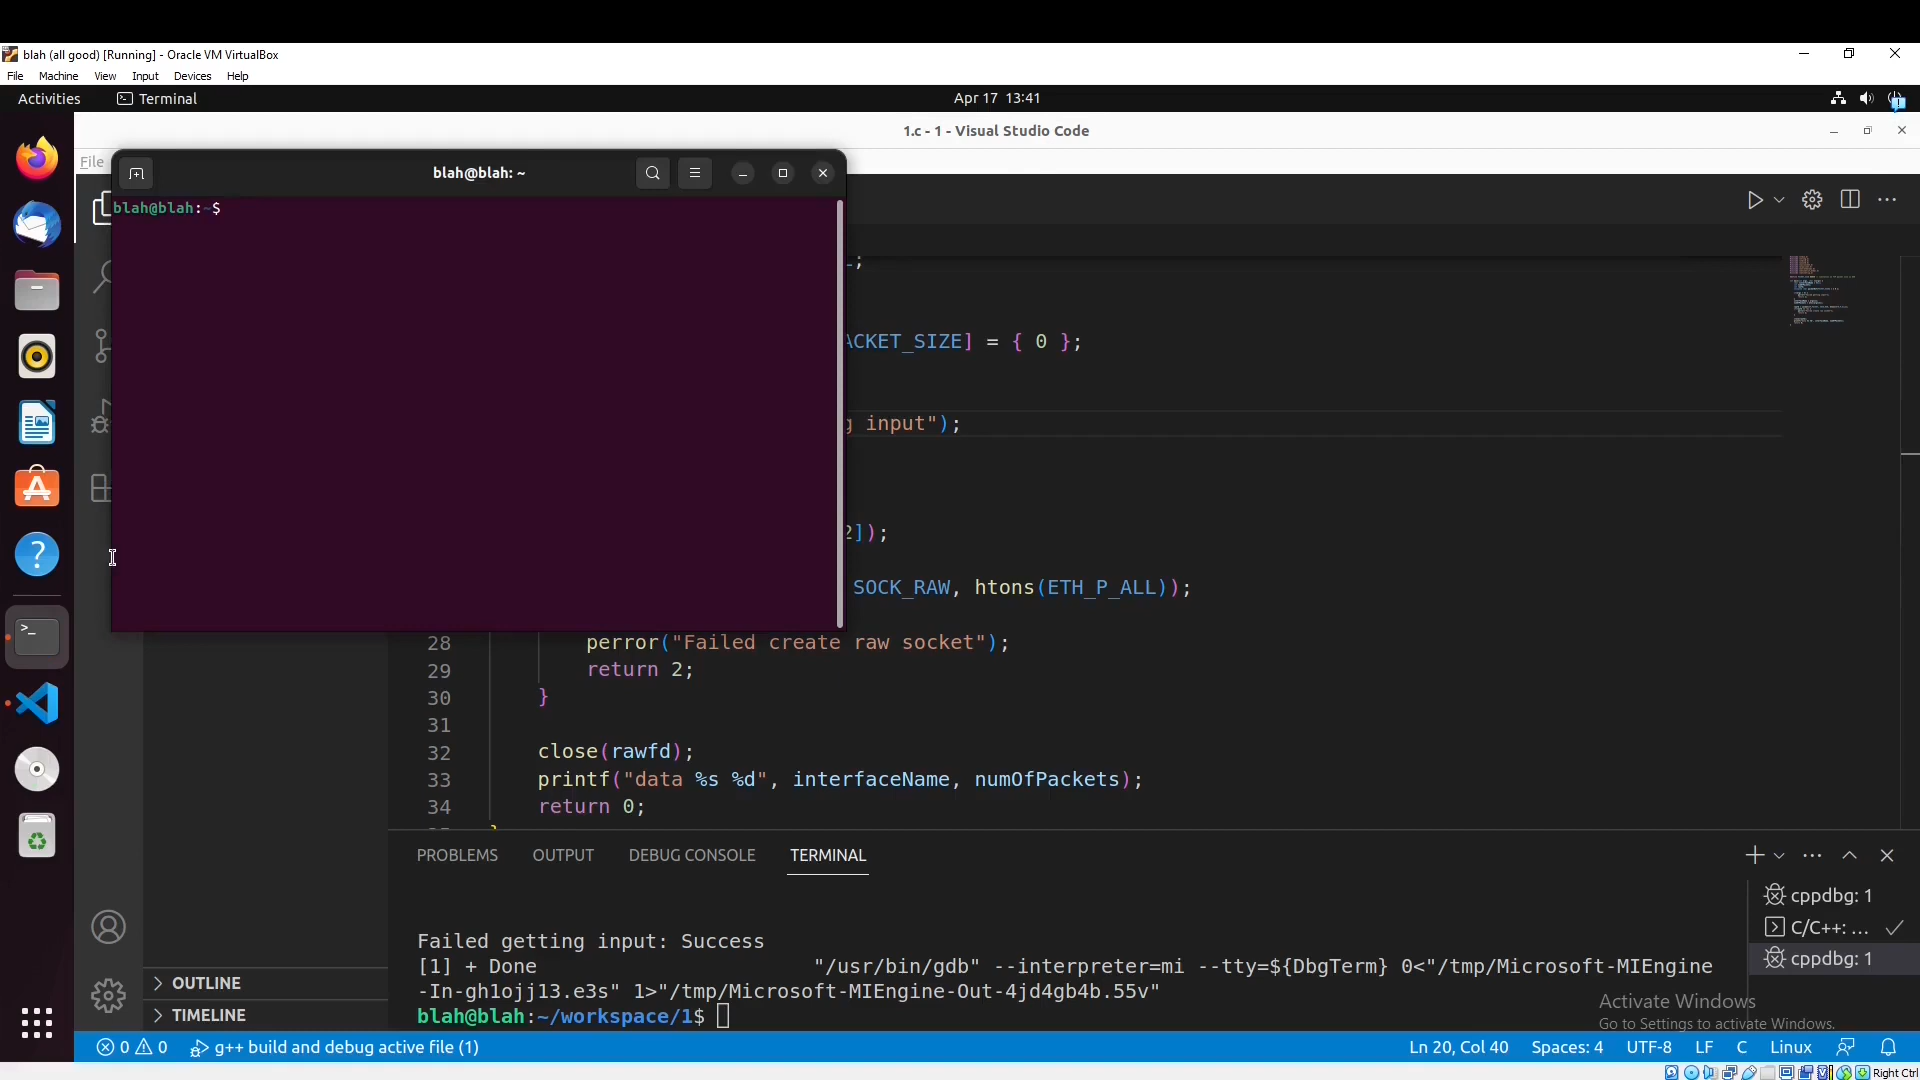 blah (all good) [Running] - Oracle VM VirtualBox
File Machine View Input Devices Help
Activities Terminal Apr 17 13:41
1.c - 1 - Visual Studio Code
File
blah@blah: ~
blah@blah:~$
;
ACKET_SIZE] = { 0 };
g input");
2]);
SOCK_RAW, htons(ETH_P_ALL));
28 perror("Failed create raw socket");
29 return 2;
30 }
31
32 close(rawfd);
33 printf("data %s %d", interfaceName, numOfPackets);
34 return 0;
PROBLEMS OUTPUT DEBUG CONSOLE TERMINAL
cppdbg: 1
C/C++: ...
cppdbg: 1
Failed getting input: Success
[1] + Done "/usr/bin/gdb" --interpreter=mi --tty=${DbgTerm} 0<"/tmp/Microsoft-MIEngine
-In-gh1ojj13.e3s" 1>"/tmp/Microsoft-MIEngine-Out-4jd4gb4b.55v"
blah@blah:~/workspace/1$
OUTLINE
TIMELINE
Activate Windows
Go to Settings to activate Windows.
0 0 g++ build and debug active file (1) Ln 20, Col 40 Spaces: 4 UTF-8 LF C Linux
Right Ctrl